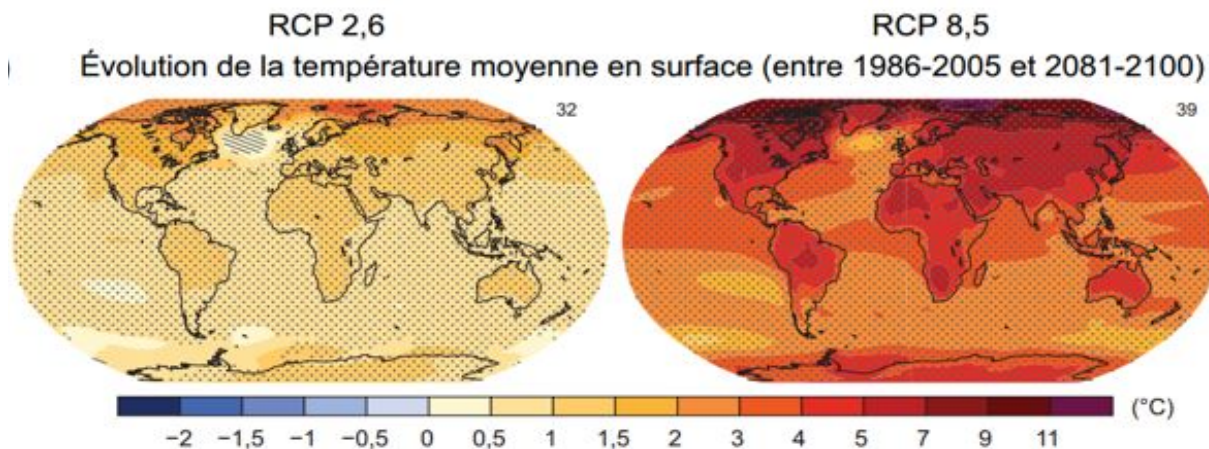 RCP 2,6 RCP 8,5
) Évolution de la température moyenne en surface (entre 1986-2005 et 2081-2100)
32 39
−2 −1,5 −1 −0,5 0 0,5 1 1,5 2 3 4 5 7 9 11 (°C)